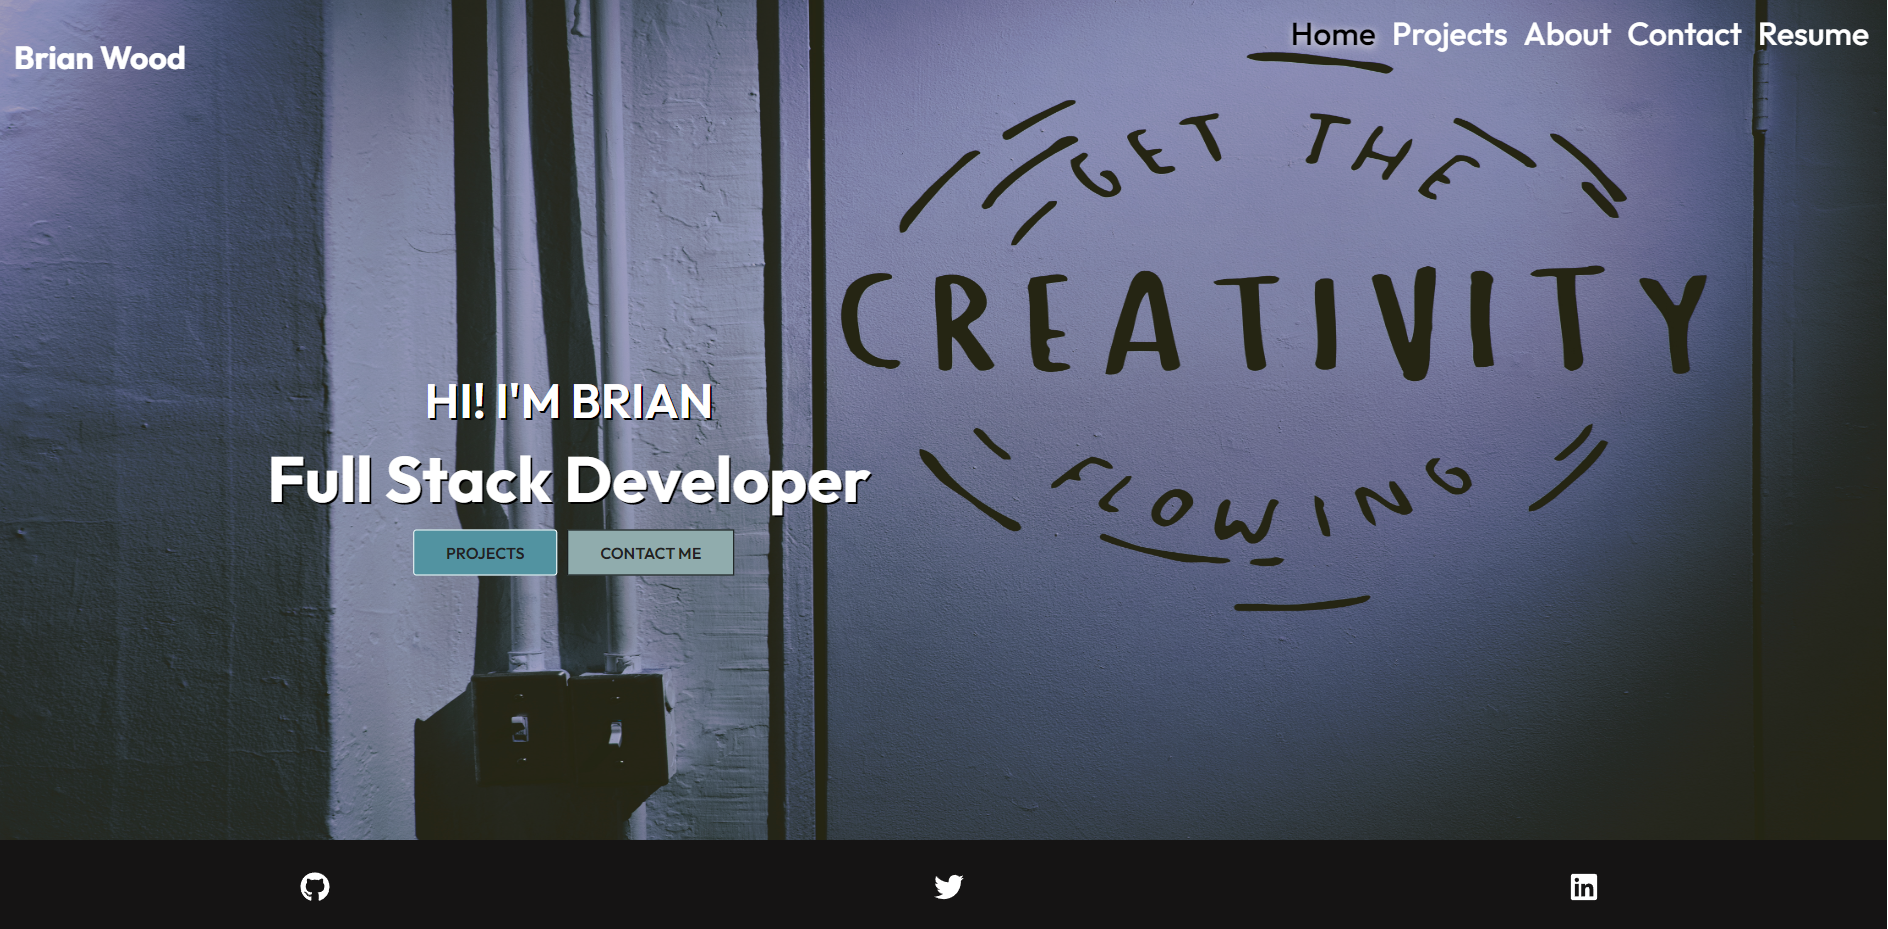 Brian Wood
Home Projects About Contact Resume
GET THE
CREATIVITY
FLOWING
HI! I'M BRIAN
Full Stack Developer
PROJECTS CONTACT ME
in